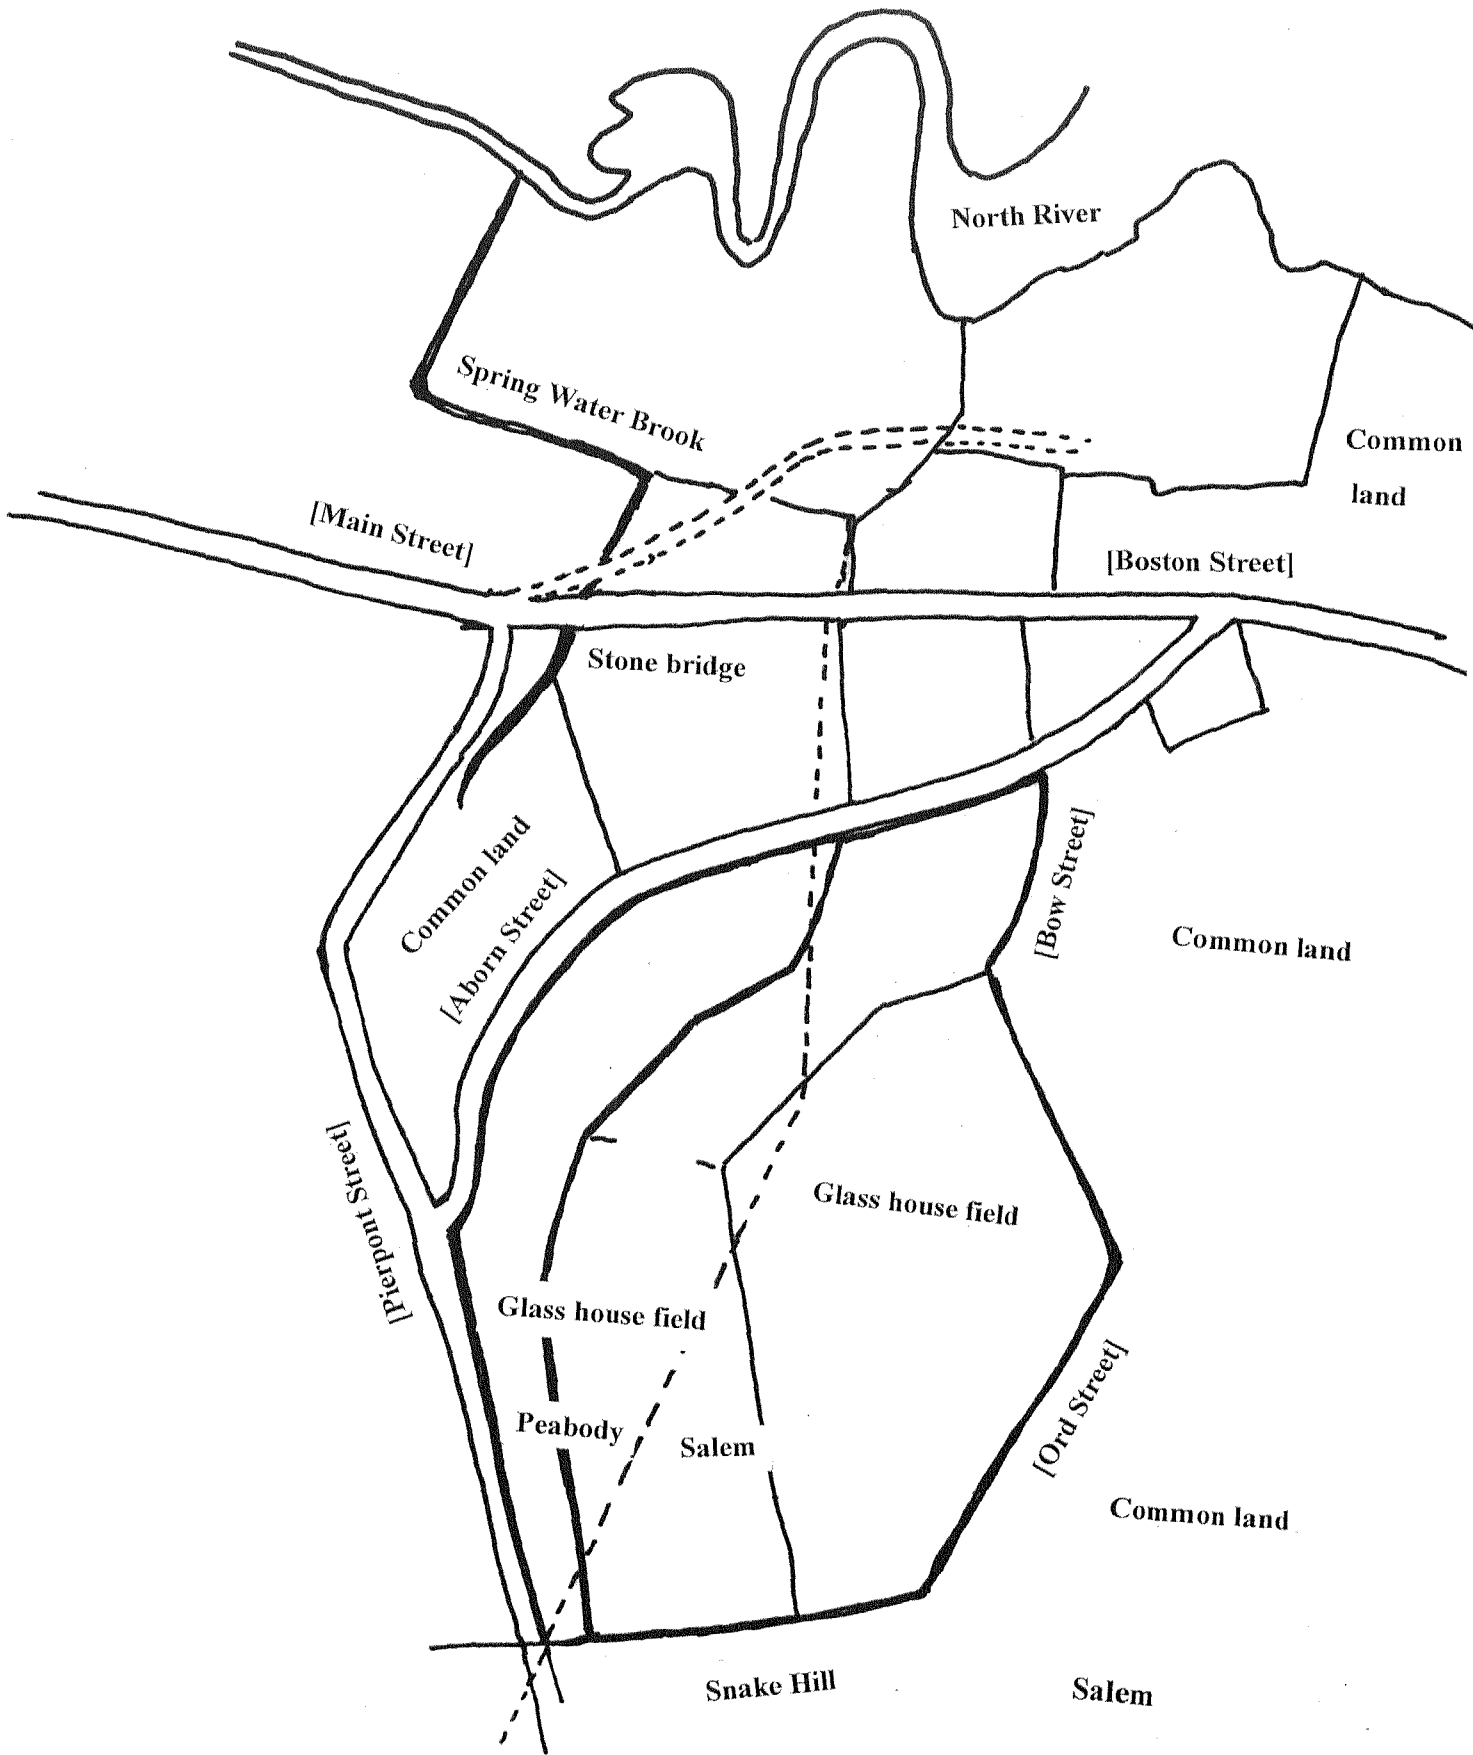 North River
Spring Water Brook
Common
land
[Main Street]
[Boston Street]
Stone bridge
Common land
[Aborn Street]
[Bow Street]
Common land
[Pierpont Street]
Glass house field
Glass house field
Peabody
Salem
[Ord Street]
Common land
Snake Hill
Salem